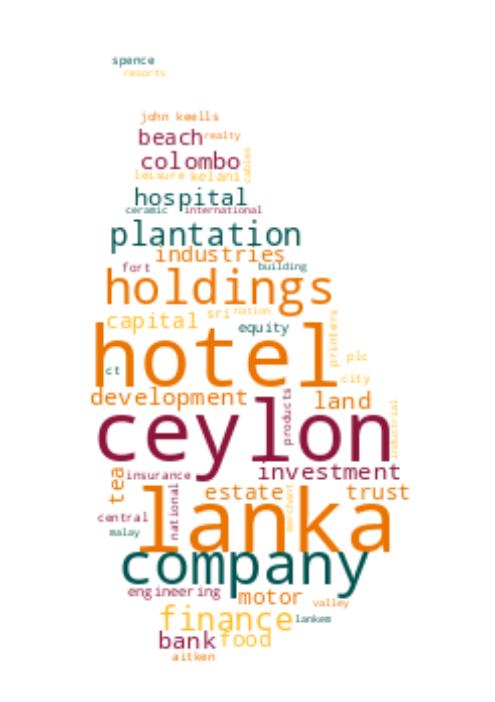 spence
resorts
john keells
beach realty
colombo cables
leisure kelani
hospital
ceramic international
plantation
industries
fort building
holdings
capital sri nation
equity printers
hotel plc
ct city
development land
products industrial
ceylon
investment
tea insurance
estate trust
merchant
national
central
lanka
malay
company
engineering motor
valley
finance lankem
bank food
aitken